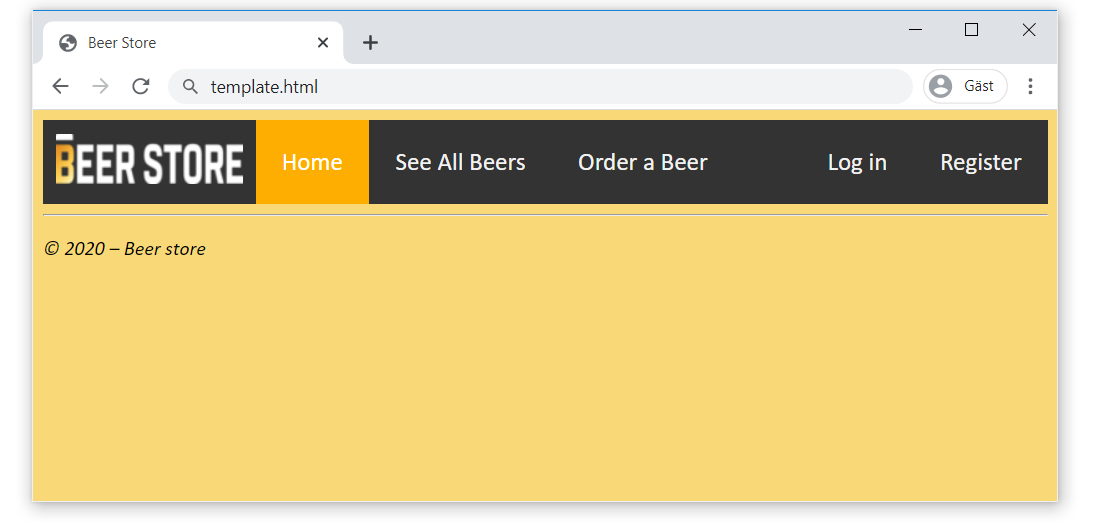 Beer Store
template.html
Gäst
BEER STORE Home See All Beers Order a Beer Log in Register
© 2020 – Beer store